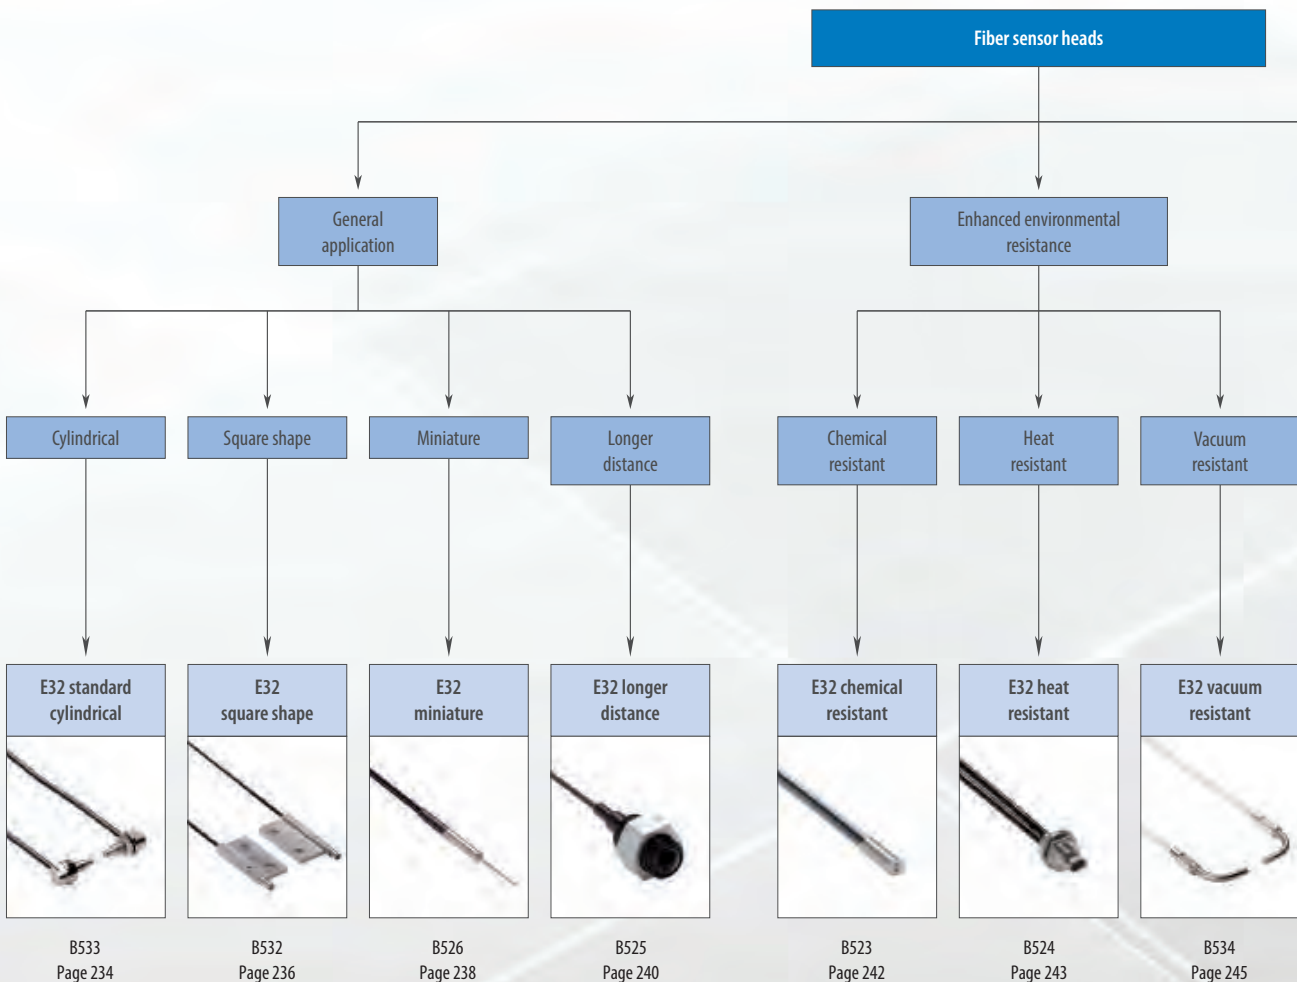 Fiber sensor heads
General
application
Enhanced environmental
resistance
Cylindrical
Square shape
Miniature
Longer
distance
Chemical
resistant
Heat
resistant
Vacuum
resistant
E32 standard
cylindrical
E32
square shape
E32
miniature
E32 longer
distance
E32 chemical
resistant
E32 heat
resistant
E32 vacuum
resistant
B533
Page 234
B532
Page 236
B526
Page 238
B525
Page 240
B523
Page 242
B524
Page 243
B534
Page 245